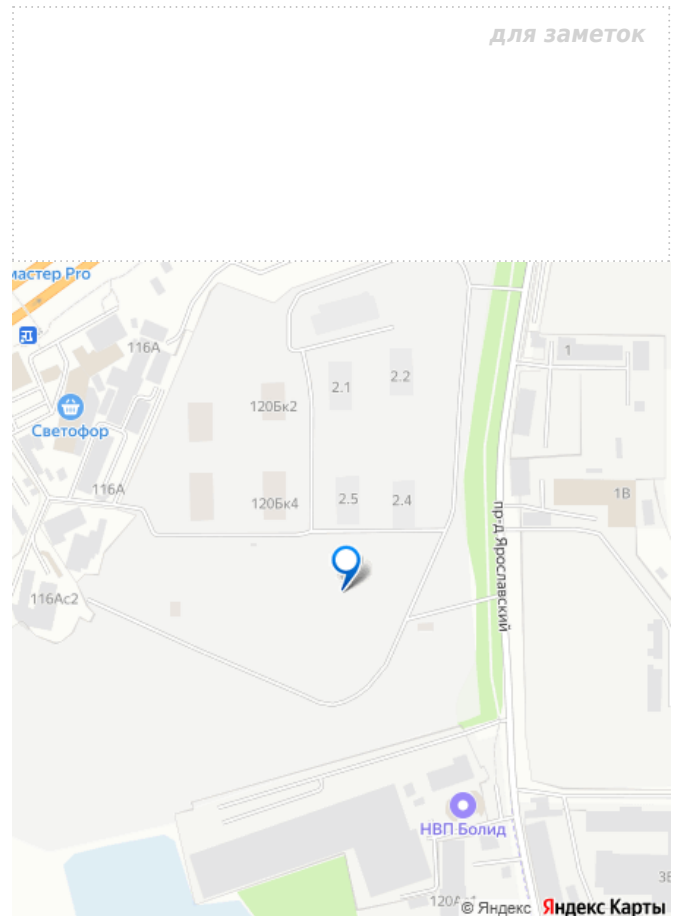 для заметок
мастер Pro
116А
1
2.1
2.2
120Бк2
Светофор
116А
120Бк4
2.5
2.4
1В
пр-д Ярославский
116Ас2
НВП Болид
© Яндекс Яндекс Карты